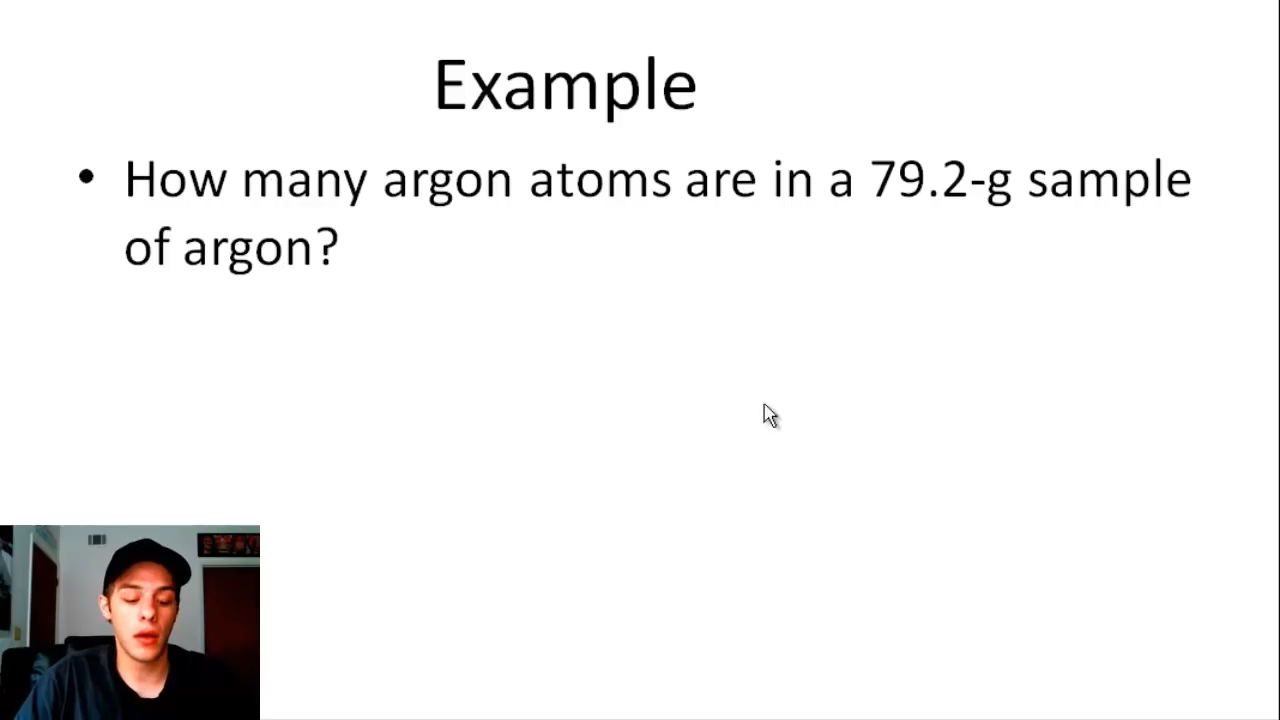 Example
• How many argon atoms are in a 79.2-g sample
of argon?